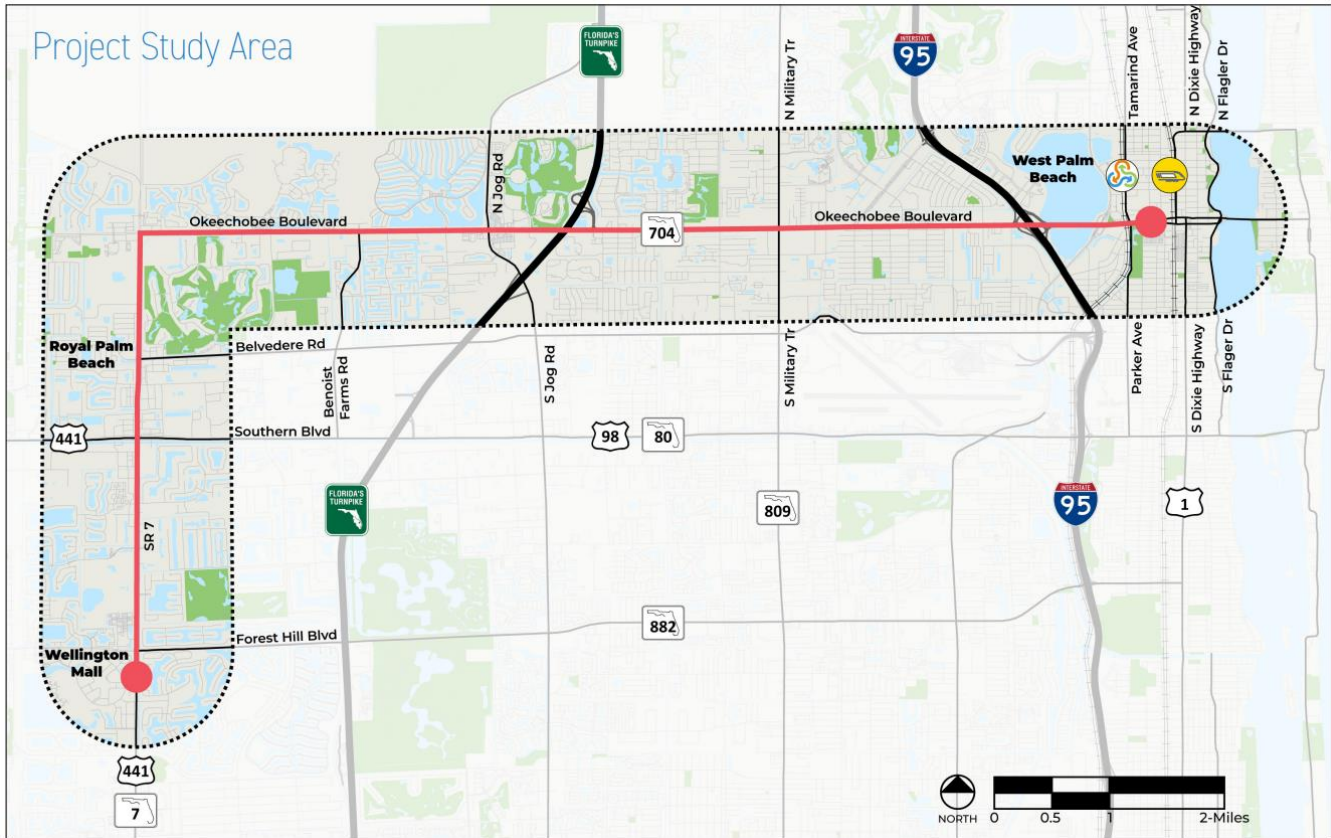 Project Study Area
FLORIDA'S
TURNPIKE
N Military Tr
INTERSTATE
95
Tamarind Ave
N Dixie Highway
N Flagler Dr
N Jog Rd
West Palm
Beach
Okeechobee Boulevard
704
Okeechobee Boulevard
Royal Palm
Beach
Belvedere Rd
Benoist
Farms Rd
S Jog Rd
S Military Tr
Parker Ave
S Dixie Highway
S Flager Dr
441
Southern Blvd
98
80
FLORIDA'S
TURNPIKE
809
INTERSTATE
95
1
SR 7
Forest Hill Blvd
882
Wellington
Mall
441
7
NORTH
0 0.5 1 2-Miles